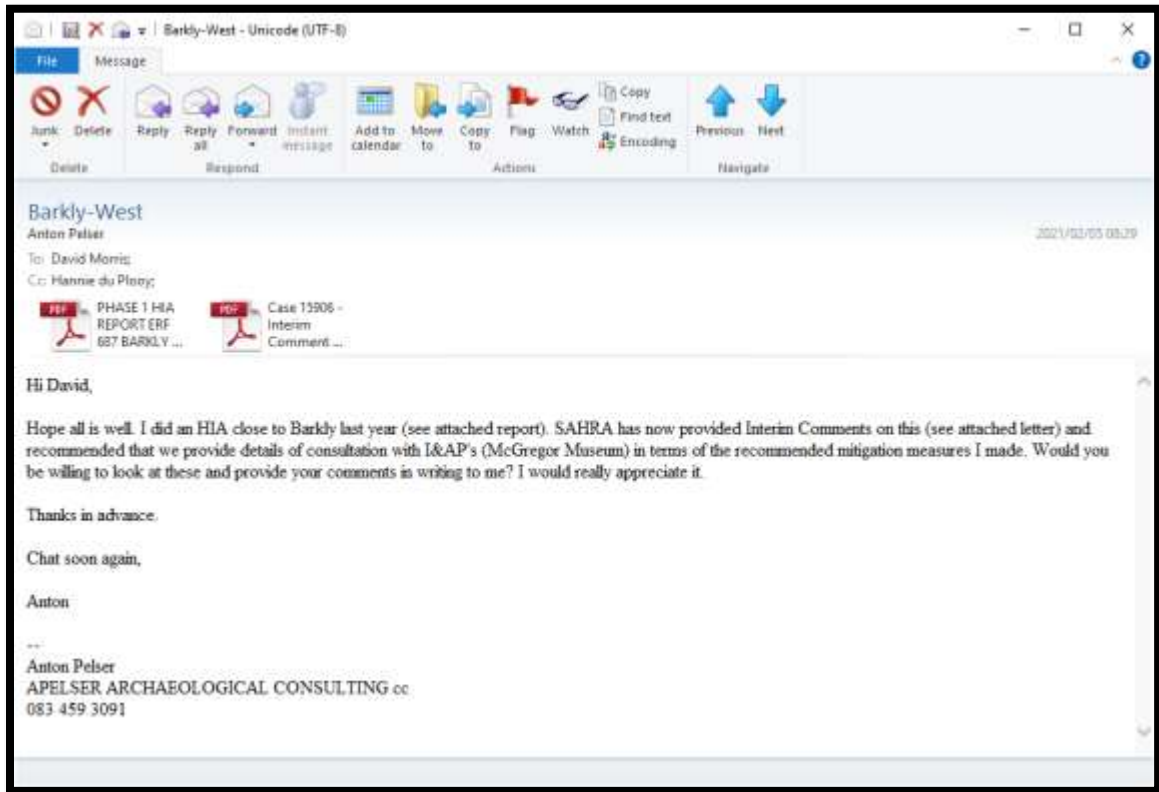 Barkly-West - Unicode (UTF-8)
File Message
Junk Delete Reply Reply all Forward Instant message Add to calendar Move to Copy to Flag Watch Copy Find text Encoding Previous Next
Delete Respond Actions Navigate
Barkly-West
Anton Pelser
2021/02/05 08:29
To: David Morris;
Cc: Hannie du Plooy;
PHASE 1 HIA
REPORT ERF
687 BARKLY ...
Case 15906 -
Interim
Comment ...
Hi David,
Hope all is well. I did an HIA close to Barkly last year (see attached report). SAHRA has now provided Interim Comments on this (see attached letter) and
recommended that we provide details of consultation with I&AP's (McGregor Museum) in terms of the recommended mitigation measures I made. Would you
be willing to look at these and provide your comments in writing to me? I would really appreciate it.
Thanks in advance.
Chat soon again,
Anton
--
Anton Pelser
APELSER ARCHAEOLOGICAL CONSULTING cc
083 459 3091